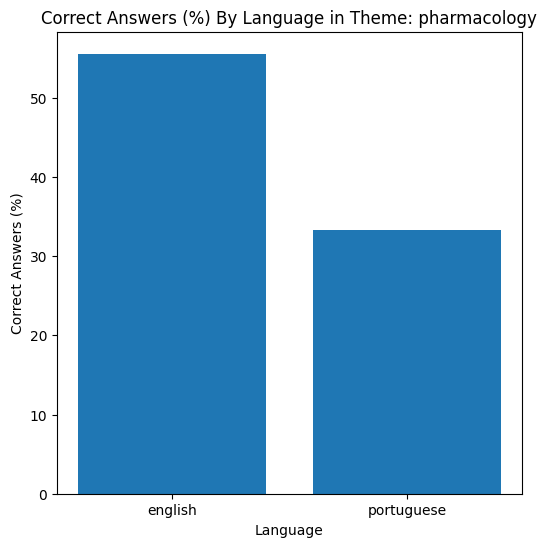 Correct Answers (%) By Language in Theme: pharmacology
Correct Answers (%)
50
40
30
20
10
0
english portuguese
Language